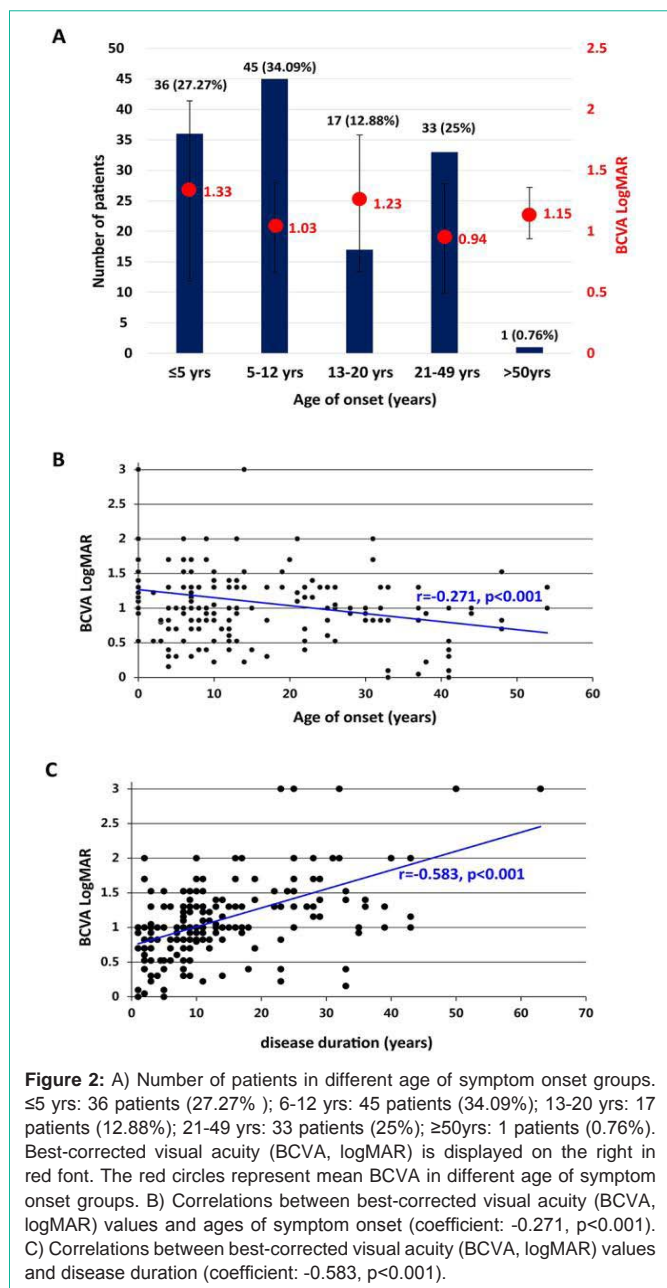 A
50
45
40
35
30
25
20
15
10
5
0
Number of patients
36 (27.27%)
45 (34.09%)
17 (12.88%)
33 (25%)
1 (0.76%)
1.33
1.03
1.23
0.94
1.15
2.5
2
1.5
1
0.5
0
BCVA LogMAR
≤5 yrs 5-12 yrs 13-20 yrs 21-49 yrs >50yrs
Age of onset (years)
B
3
2.5
2
1.5
1
0.5
0
BCVA LogMAR
r=-0.271, p<0.001
0 10 20 30 40 50 60
Age of onset (years)
C
3
2.5
2
1.5
1
0.5
0
BCVA LogMAR
r=-0.583, p<0.001
0 10 20 30 40 50 60 70
disease duration (years)
Figure 2: A) Number of patients in different age of symptom onset groups.
≤5 yrs: 36 patients (27.27% ); 6-12 yrs: 45 patients (34.09%); 13-20 yrs: 17
patients (12.88%); 21-49 yrs: 33 patients (25%); ≥50yrs: 1 patients (0.76%).
Best-corrected visual acuity (BCVA, logMAR) is displayed on the right in
red font. The red circles represent mean BCVA in different age of symptom
onset groups. B) Correlations between best-corrected visual acuity (BCVA,
logMAR) values and ages of symptom onset (coefficient: -0.271, p<0.001).
C) Correlations between best-corrected visual acuity (BCVA, logMAR) values
and disease duration (coefficient: -0.583, p<0.001).